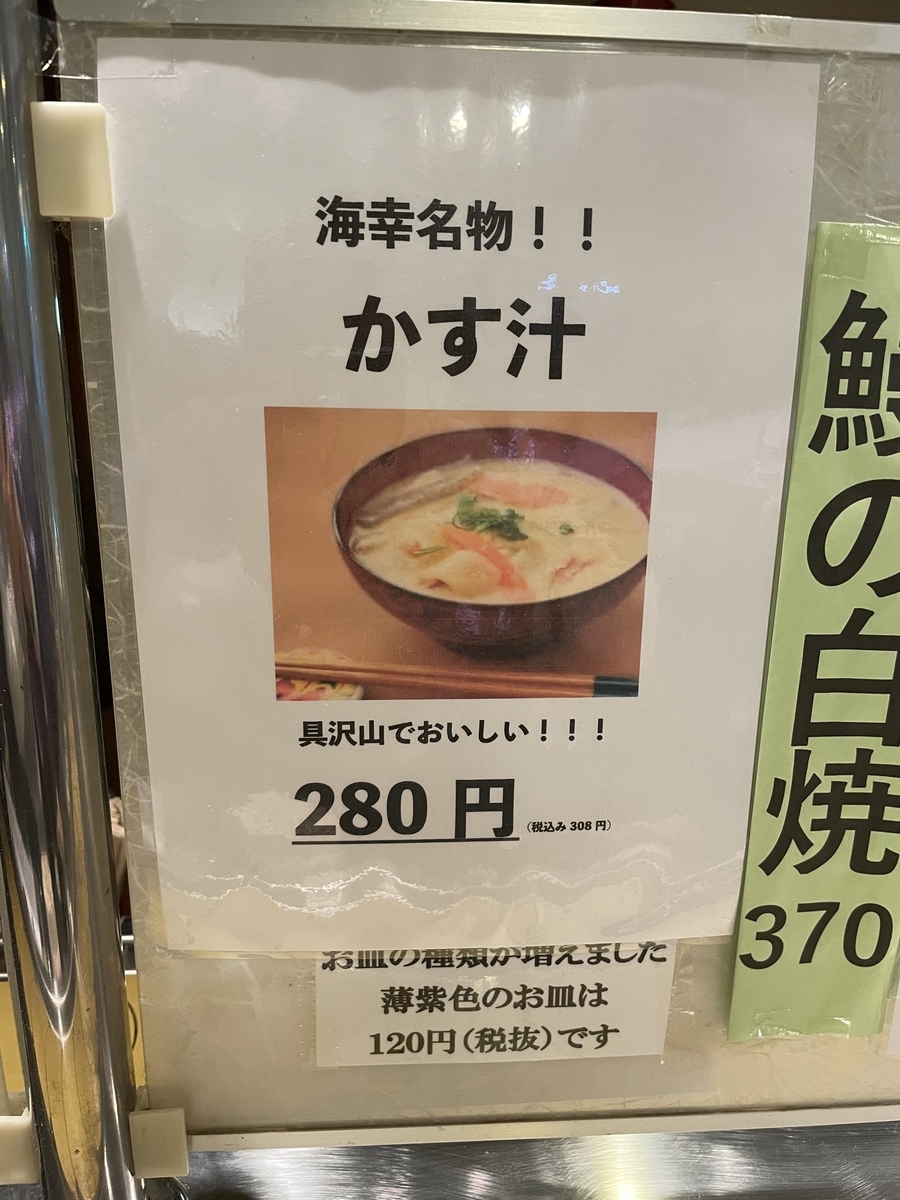 海幸名物！！
かす汁
具沢山でおいしい！！！
280 円（税込み 308 円）
お皿の種類が増えました
薄紫色のお皿は
120円（税抜）です
鰻の白焼
370